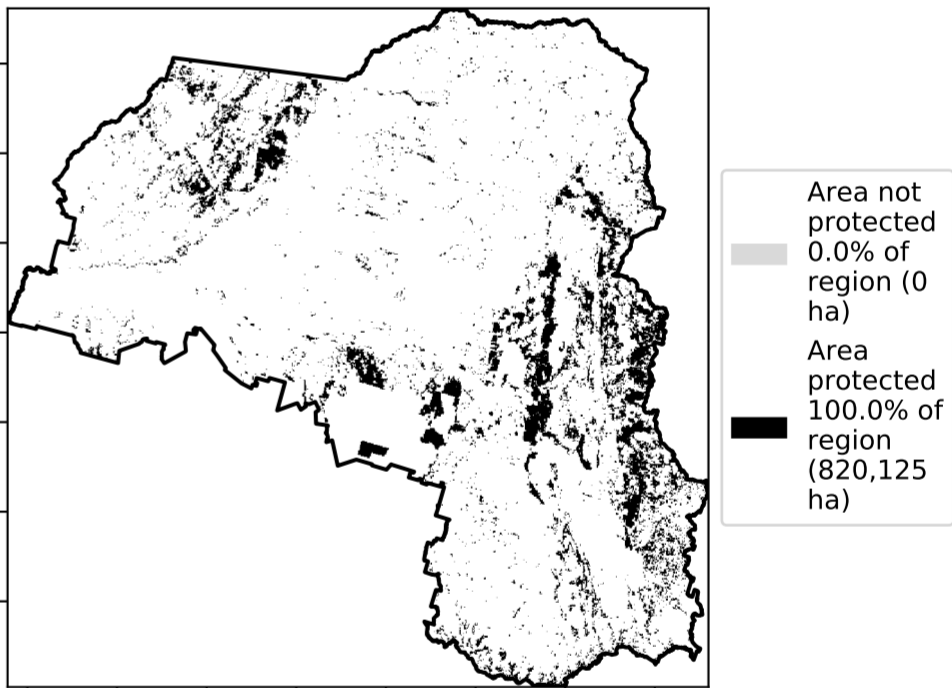 Area not
protected
0.0% of
region (0
ha)
Area
protected
100.0% of
region
(820,125
ha)